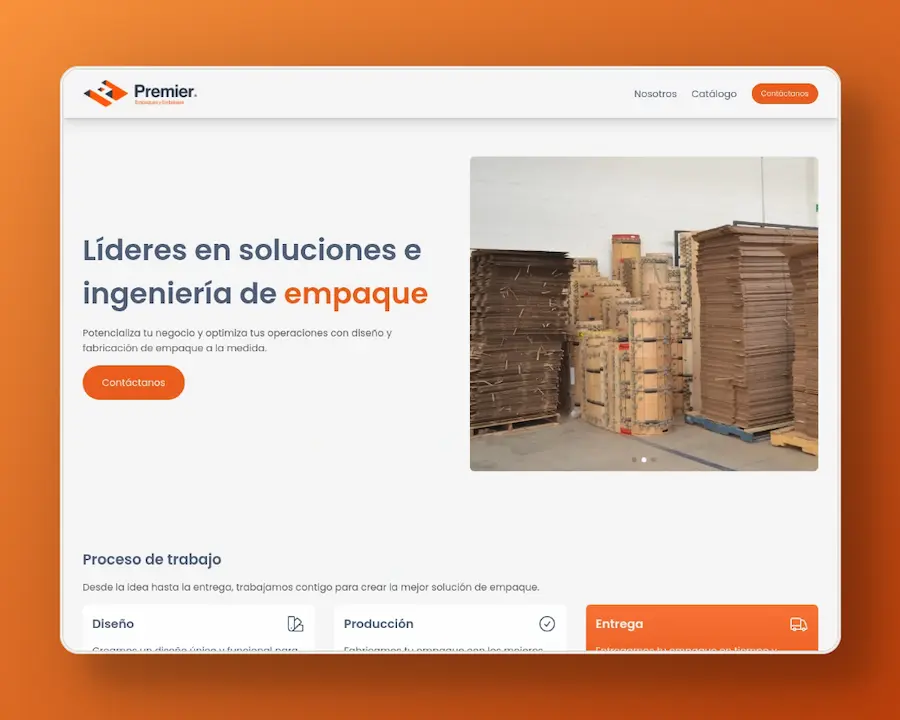 Premier.
Empaques y Embalajes
Nosotros
Catálogo
Contáctanos
Líderes en soluciones e
ingeniería de empaque
Potencializa tu negocio y optimiza tus operaciones con diseño y
fabricación de empaque a la medida.
Contáctanos
Proceso de trabajo
Desde la idea hasta la entrega, trabajamos contigo para crear la mejor solución de empaque.
Diseño
Creamos un diseño único y funcional para
Producción
Fabricamos tu empaque con los mejores
Entrega
Entregamos tu empaque en tiempo y